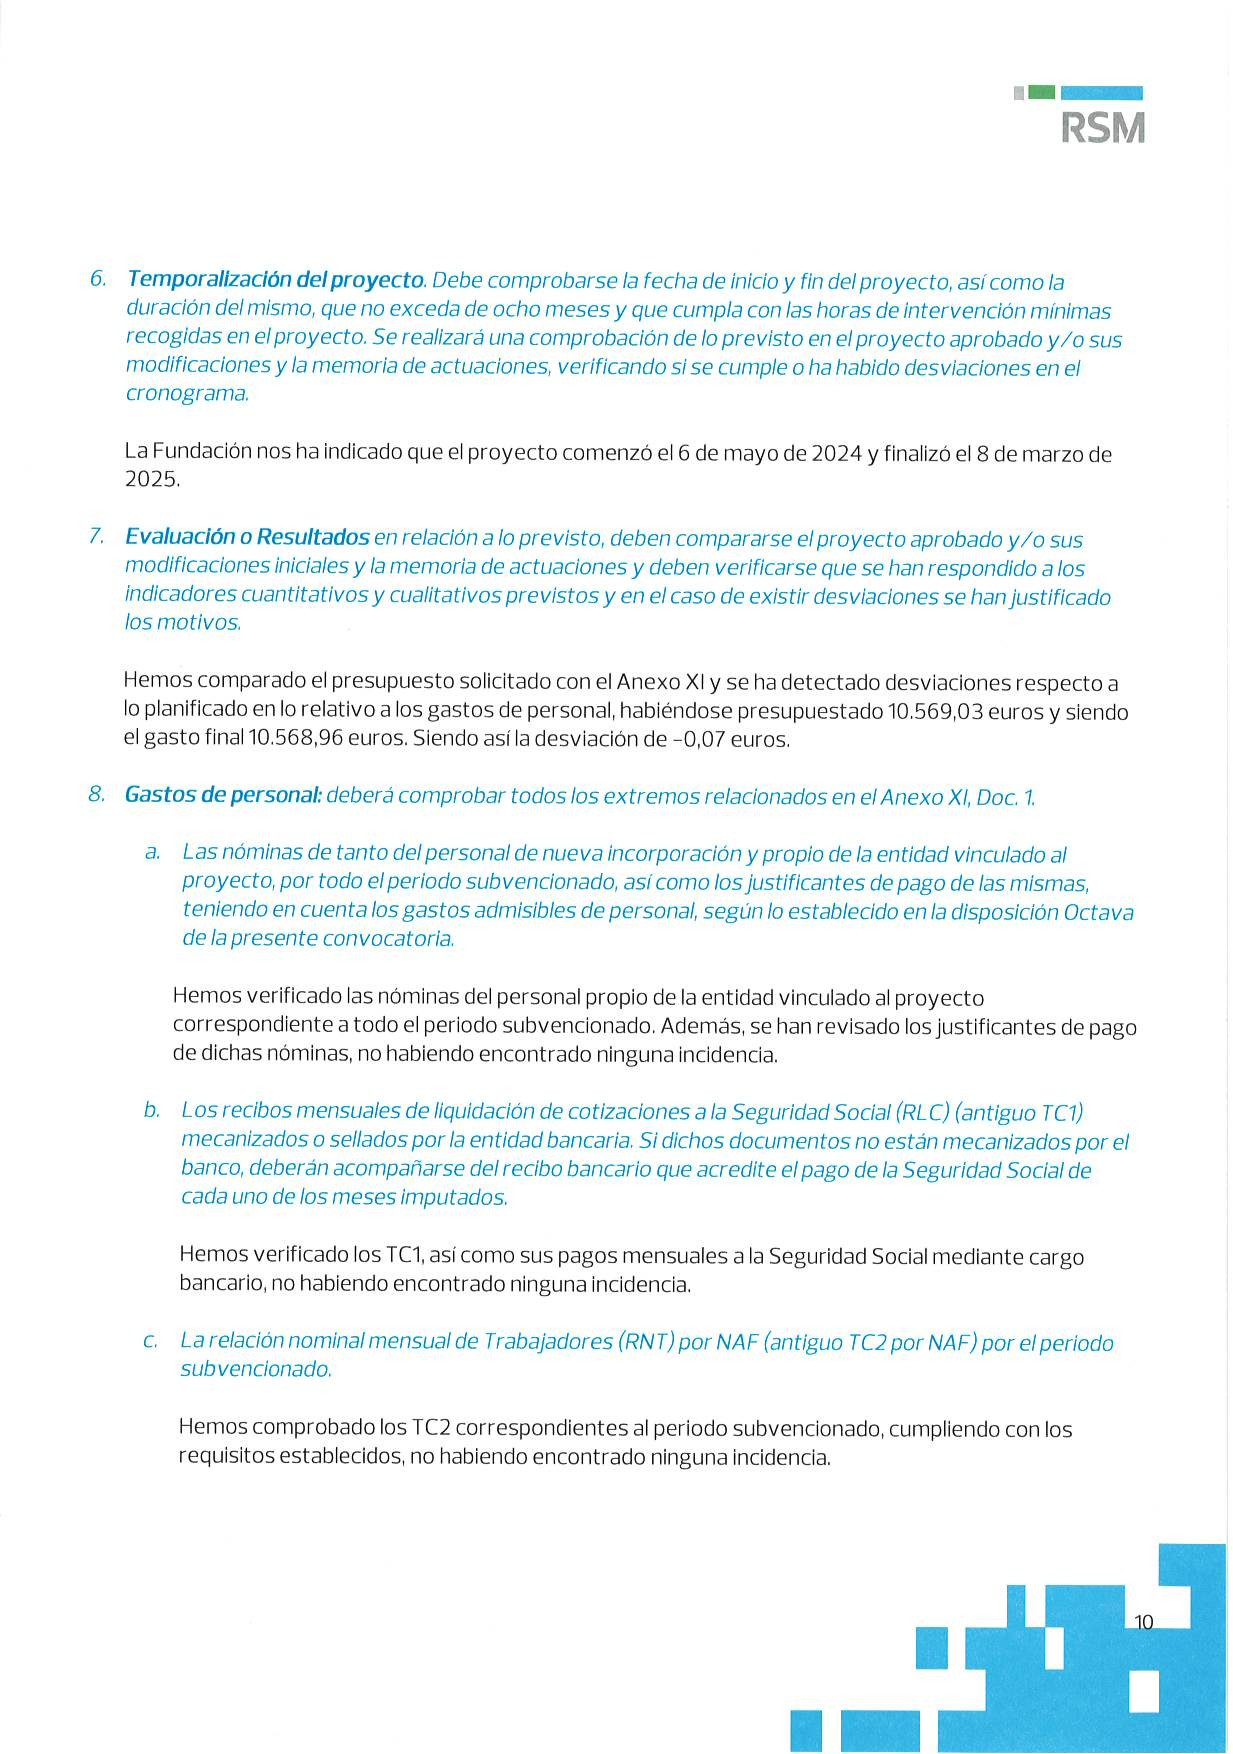 RSM
6. Temporalización del proyecto. Debe comprobarse la fecha de inicio y fin del proyecto, así como la
duración del mismo, que no exceda de ocho meses y que cumpla con las horas de intervención mínimas
recogidas en el proyecto. Se realizará una comprobación de lo previsto en el proyecto aprobado y/o sus
modificaciones y la memoria de actuaciones, verificando si se cumple o ha habido desviaciones en el
cronograma.
La Fundación nos ha indicado que el proyecto comenzó el 6 de mayo de 2024 y finalizó el 8 de marzo de
2025.
7. Evaluación o Resultados en relación a lo previsto, deben compararse el proyecto aprobado y/o sus
modificaciones iniciales y la memoria de actuaciones y deben verificarse que se han respondido a los
indicadores cuantitativos y cualitativos previstos y en el caso de existir desviaciones se han justificado
los motivos.
Hemos comparado el presupuesto solicitado con el Anexo XI y se ha detectado desviaciones respecto a
lo planificado en lo relativo a los gastos de personal, habiéndose presupuestado 10.569,03 euros y siendo
el gasto final 10.568,96 euros. Siendo así la desviación de -0,07 euros.
8. Gastos de personal: deberá comprobar todos los extremos relacionados en el Anexo XI, Doc. 1.
a. Las nóminas de tanto del personal de nueva incorporación y propio de la entidad vinculado al
proyecto, por todo el periodo subvencionado, así como los justificantes de pago de las mismas,
teniendo en cuenta los gastos admisibles de personal, según lo establecido en la disposición Octava
de la presente convocatoria.
Hemos verificado las nóminas del personal propio de la entidad vinculado al proyecto
correspondiente a todo el periodo subvencionado. Además, se han revisado los justificantes de pago
de dichas nóminas, no habiendo encontrado ninguna incidencia.
b. Los recibos mensuales de liquidación de cotizaciones a la Seguridad Social (RLC) (antiguo TC1)
mecanizados o sellados por la entidad bancaria. Si dichos documentos no están mecanizados por el
banco, deberán acompañarse del recibo bancario que acredite el pago de la Seguridad Social de
cada uno de los meses imputados.
Hemos verificado los TC1, así como sus pagos mensuales a la Seguridad Social mediante cargo
bancario, no habiendo encontrado ninguna incidencia.
c. La relación nominal mensual de Trabajadores (RNT) por NAF (antiguo TC2 por NAF) por el periodo
subvencionado.
Hemos comprobado los TC2 correspondientes al periodo subvencionado, cumpliendo con los
requisitos establecidos, no habiendo encontrado ninguna incidencia.
10